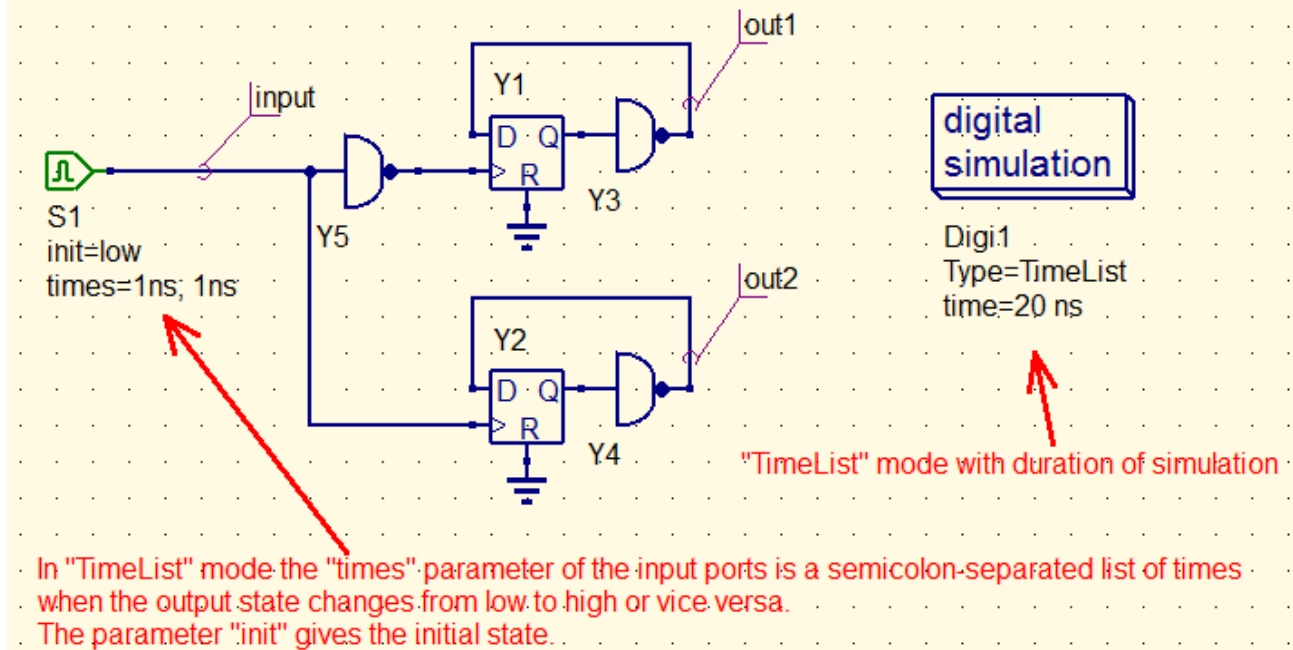 out1
Y1
input
D Q
R
Y3
digital
simulation
S1
init=low
times=1ns; 1ns
Y5
Digi1
Type=TimeList
time=20 ns
out2
Y2
D Q
R
Y4
"TimeList" mode with duration of simulation
In "TimeList" mode the "times" parameter of the input ports is a semicolon-separated list of times
when the output state changes from low to high or vice versa.
The parameter "init" gives the initial state.